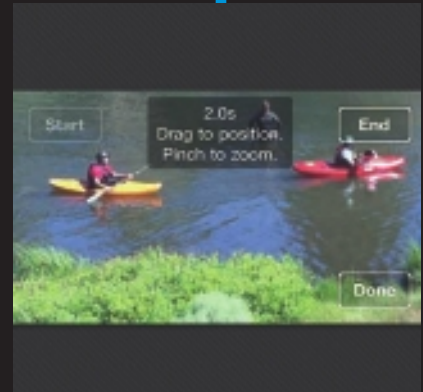 Start
2.0s
Drag to position.
Pinch to zoom.
End
Done